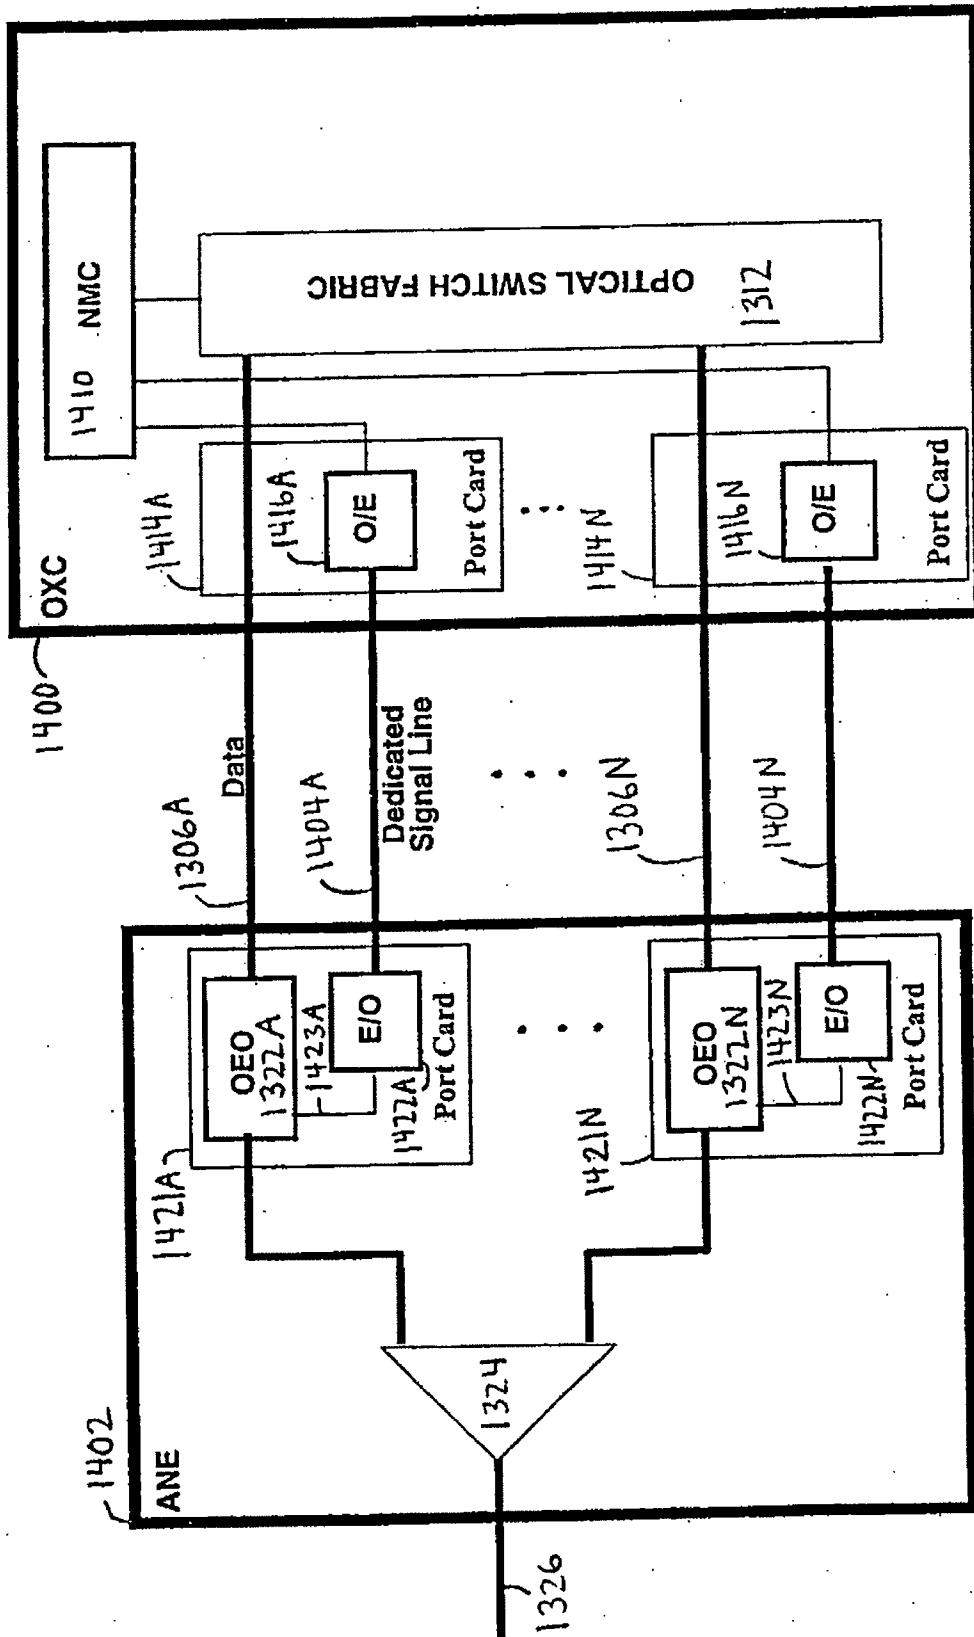 1400
OXC
1410 NMC
OPTICAL SWITCH FABRIC
1312
1414A
1416A
O/E
Port Card
1414N
1416N
O/E
Port Card
1306A
Data
1404A
Dedicated
Signal Line
1306N
1404N
1402
ANE
1421A
OEO
1322A
1423A
E/O
1422A
Port Card
1421N
OEO
1322N
1423N
E/O
1422N
Port Card
1324
1326